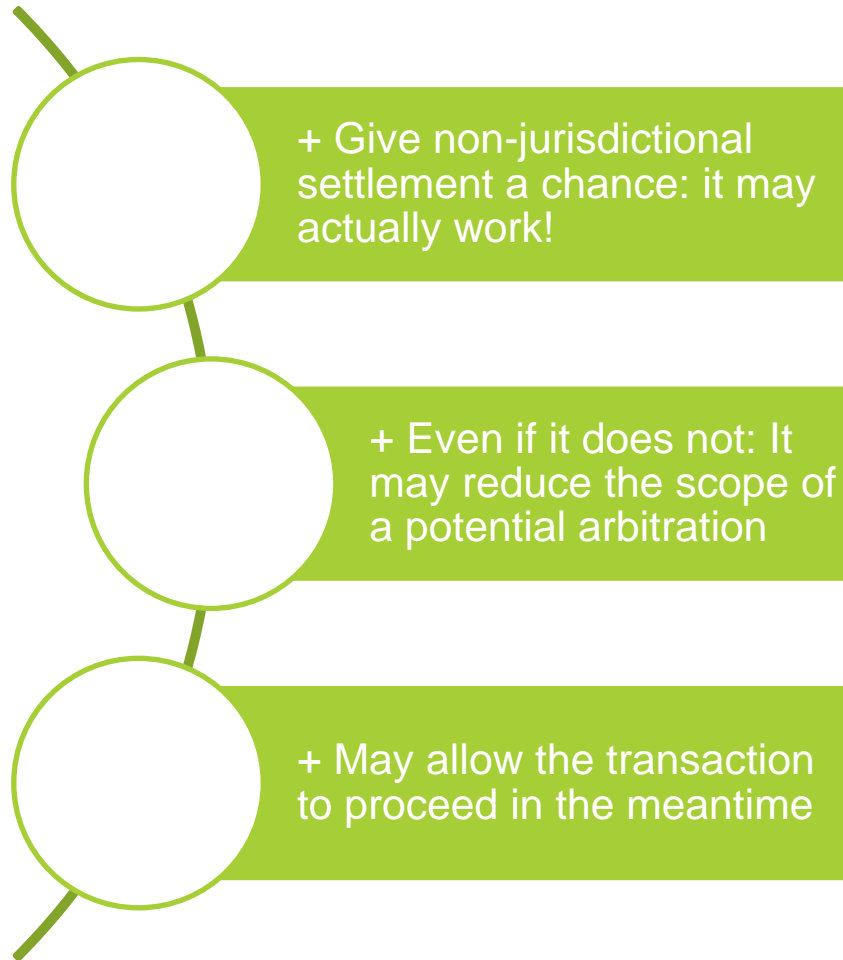 + Give non-jurisdictional
settlement a chance: it may
actually work!
+ Even if it does not: It
may reduce the scope of
a potential arbitration
+ May allow the transaction
to proceed in the meantime